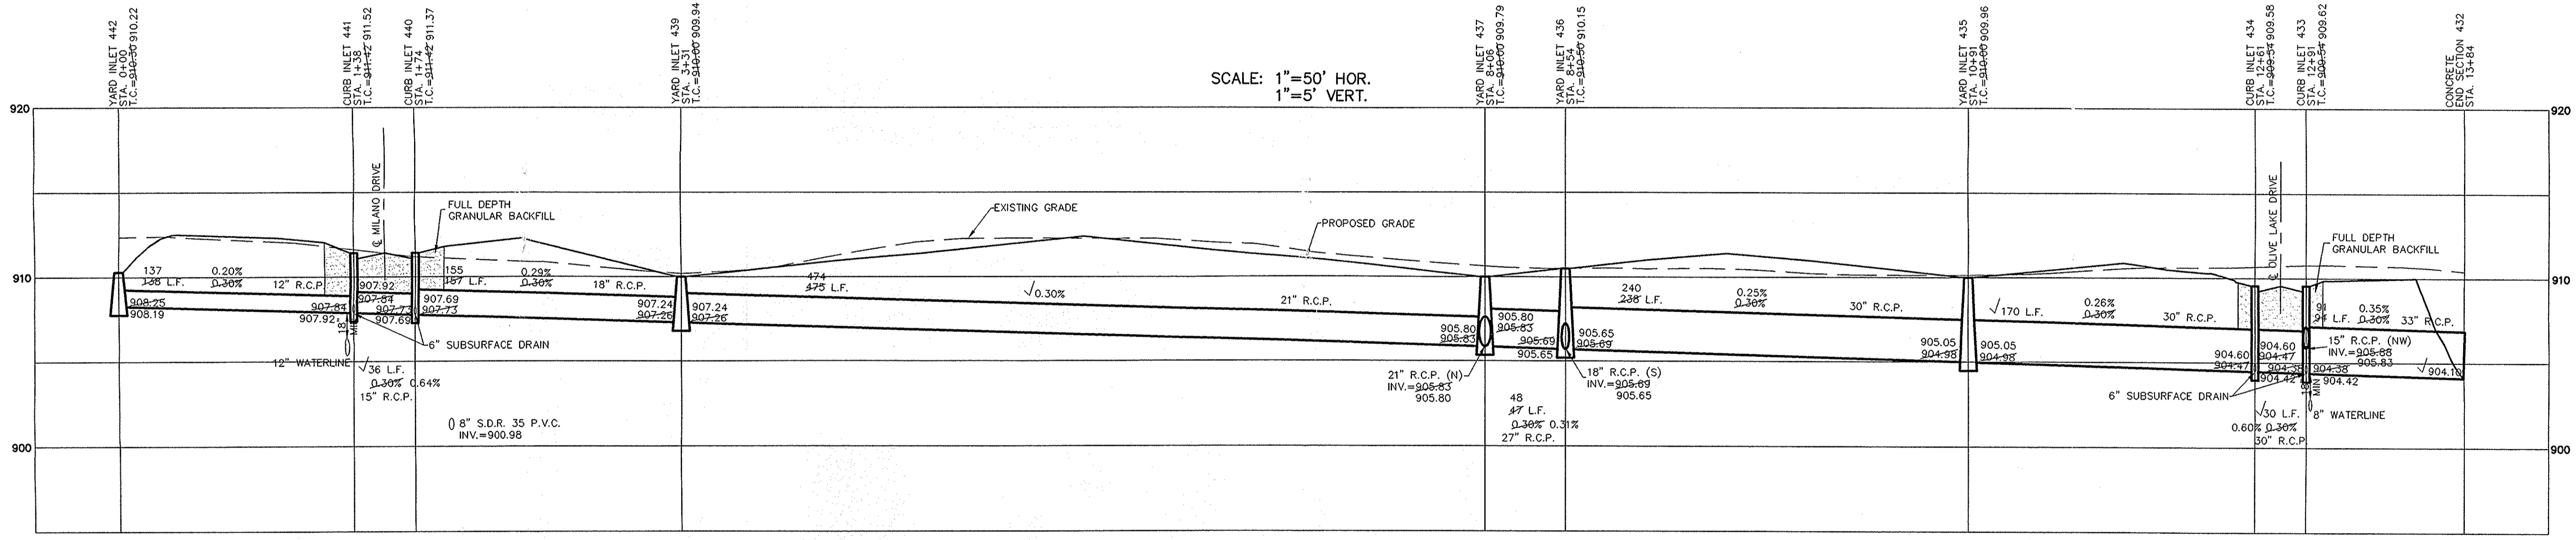 YARD INLET 442
STA. 0+00
T.C.=910.30 910.22
CURB INLET 441
STA. 1+38
T.C.=911.42 911.52
CURB INLET 440
STA. 1+74
T.C.=911.42 911.37
YARD INLET 439
STA. 3+31
T.C.=910.00 909.94
SCALE: 1"=50' HOR.
1"=5' VERT.
YARD INLET 437
STA. 8+06
T.C.=910.00 909.79
YARD INLET 436
STA. 8+54
T.C.=910.50 910.15
YARD INLET 435
STA. 10+91
T.C.=910.00 909.96
CURB INLET 434
STA. 12+61
T.C.=909.54 909.58
CURB INLET 433
STA. 12+91
T.C.=909.54 909.62
CONCRETE
END SECTION 432
STA. 13+84
920
920
℄ MILANO DRIVE
FULL DEPTH
GRANULAR BACKFILL
EXISTING GRADE
PROPOSED GRADE
℄ OLIVE LAKE DRIVE
FULL DEPTH
GRANULAR BACKFILL
910
910
137
138 L.F.
0.20%
0.30%
12" R.C.P.
908.25
908.19
907.84
907.92
907.92
907.84
907.73
907.69
18"
MIN
12" WATERLINE
√36 L.F.
0.30% 0.64%
15" R.C.P.
155
157 L.F.
0.29%
0.30%
18" R.C.P.
907.69
907.73
6" SUBSURFACE DRAIN
0 8" S.D.R. 35 P.V.C.
INV.=900.98
907.24
907.26
907.24
907.26
474
475 L.F.
√0.30%
21" R.C.P.
905.80
905.83
905.80
905.83
21" R.C.P. (N)
INV.=905.83
905.80
905.69
905.65
48
47 L.F.
0.30% 0.31%
27" R.C.P.
905.65
905.69
18" R.C.P. (S)
INV.=905.69
905.65
240
238 L.F.
0.25%
0.30%
30" R.C.P.
905.05
904.98
905.05
904.98
√170 L.F.
0.26%
0.30%
30" R.C.P.
904.60
904.47
904.60
904.47
904.38
904.42
6" SUBSURFACE DRAIN
√30 L.F.
0.60% 0.30%
30" R.C.P.
18"
MIN
8" WATERLINE
91
94 L.F.
0.35%
0.30%
33" R.C.P.
15" R.C.P. (NW)
INV.=905.88
905.83
904.38
904.42
√904.10
900
900